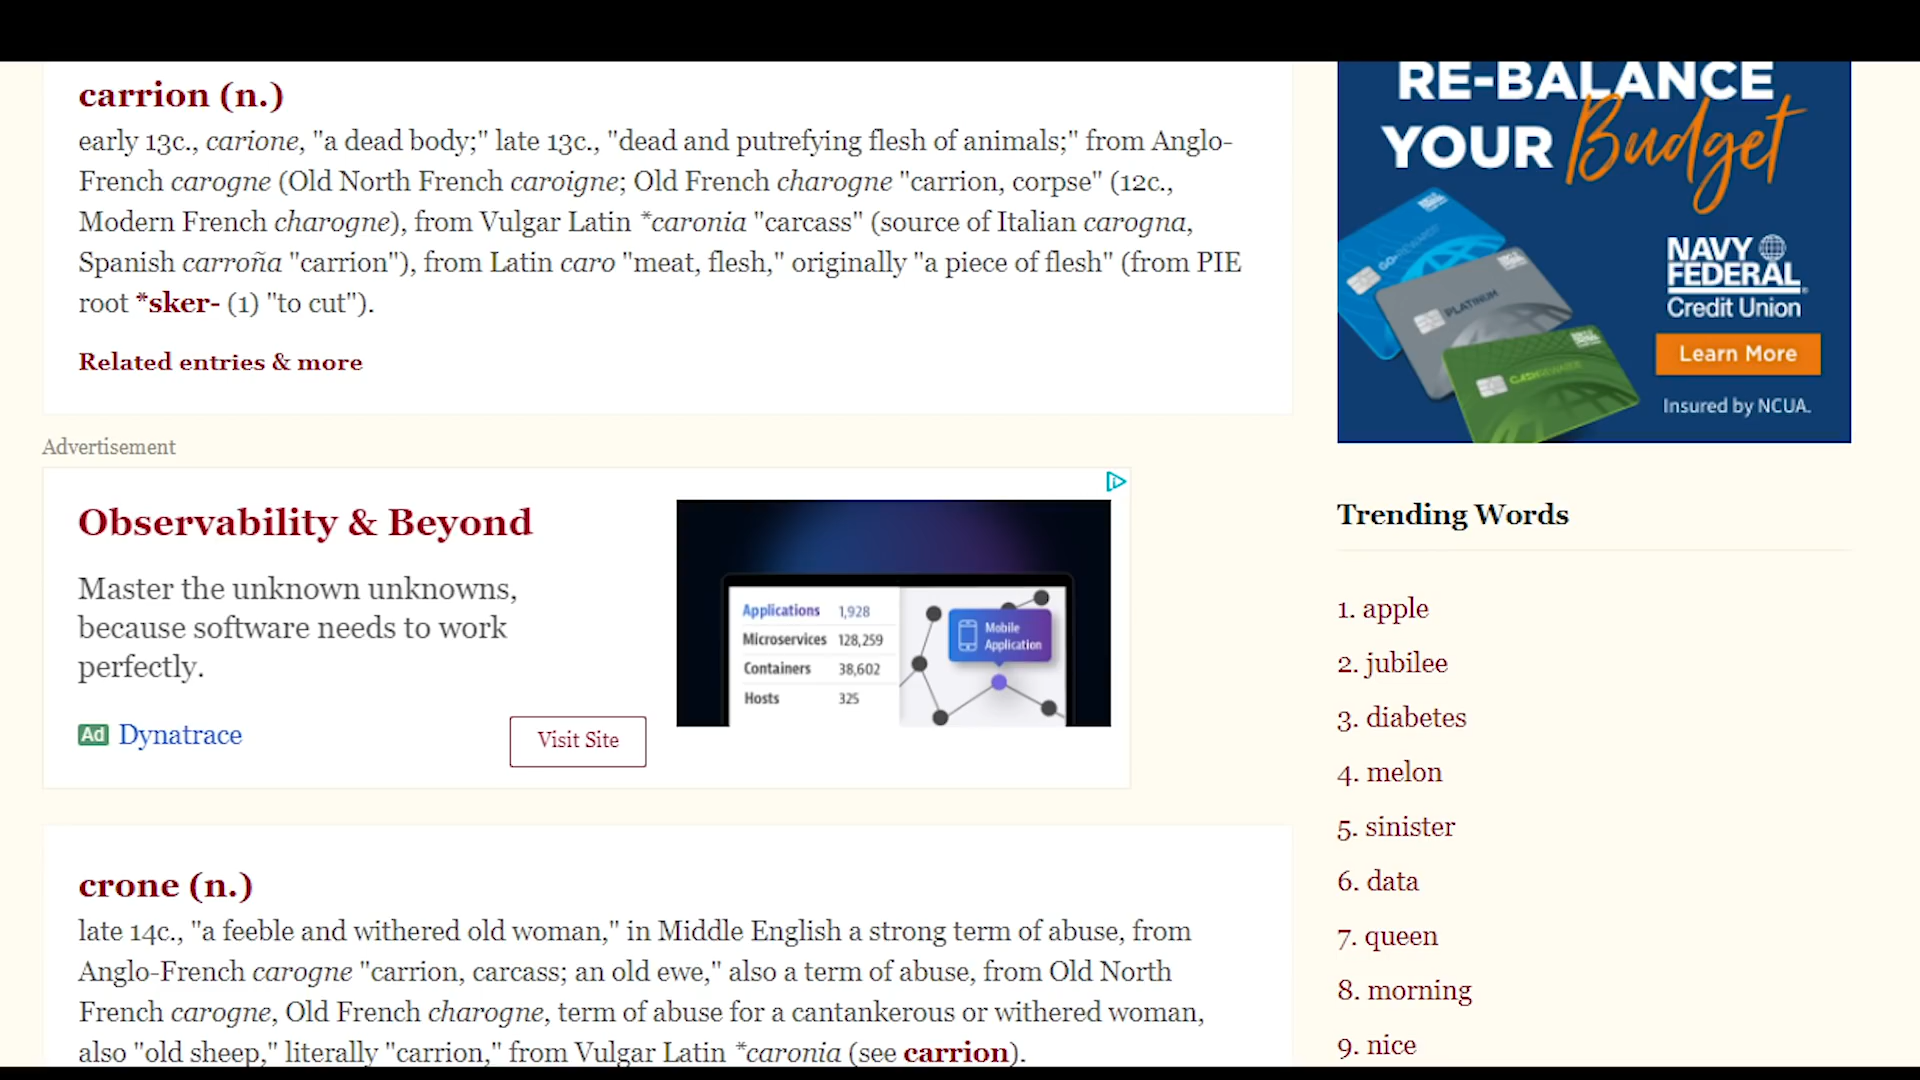 carrion (n.)
early 13c., carione, "a dead body;" late 13c., "dead and putrefying flesh of animals;" from Anglo-
French carogne (Old North French caroigne; Old French charogne "carrion, corpse" (12c.,
Modern French charogne), from Vulgar Latin *caronia "carcass" (source of Italian carogna,
Spanish carroña "carrion"), from Latin caro "meat, flesh," originally "a piece of flesh" (from PIE
root *sker- (1) "to cut").
Related entries & more
Advertisement
Observability & Beyond
Master the unknown unknowns,
because software needs to work
perfectly.
Ad Dynatrace
Visit Site
Applications 1,928
Microservices 128,259
Containers 38,602
Hosts 325
Mobile
Application
crone (n.)
late 14c., "a feeble and withered old woman," in Middle English a strong term of abuse, from
Anglo-French carogne "carrion, carcass; an old ewe," also a term of abuse, from Old North
French carogne, Old French charogne, term of abuse for a cantankerous or withered woman,
also "old sheep," literally "carrion," from Vulgar Latin *caronia (see carrion).
RE-BALANCE
YOUR Budget
GO REWARDS
PLATINUM
CASHREWARDS
NAVY
FEDERAL
Credit Union
Learn More
Insured by NCUA.
Trending Words
1. apple
2. jubilee
3. diabetes
4. melon
5. sinister
6. data
7. queen
8. morning
9. nice